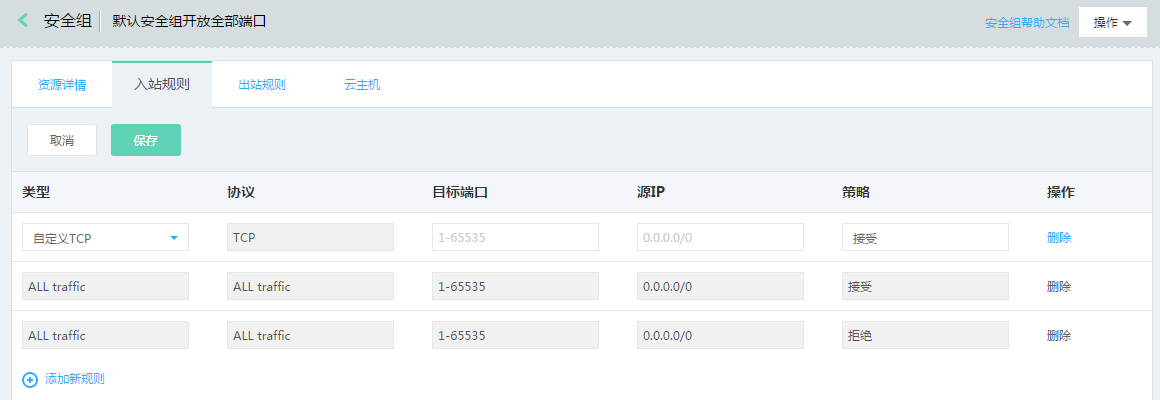 安全组 默认安全组开放全部端口 安全组帮助文档 操作
资源详情 入站规则 出站规则 云主机
取消 保存
类型 协议 目标端口 源IP 策略 操作
自定义TCP TCP 1-65535 0.0.0.0/0 接受 删除
ALL traffic ALL traffic 1-65535 0.0.0.0/0 接受 删除
ALL traffic ALL traffic 1-65535 0.0.0.0/0 拒绝 删除
添加新规则